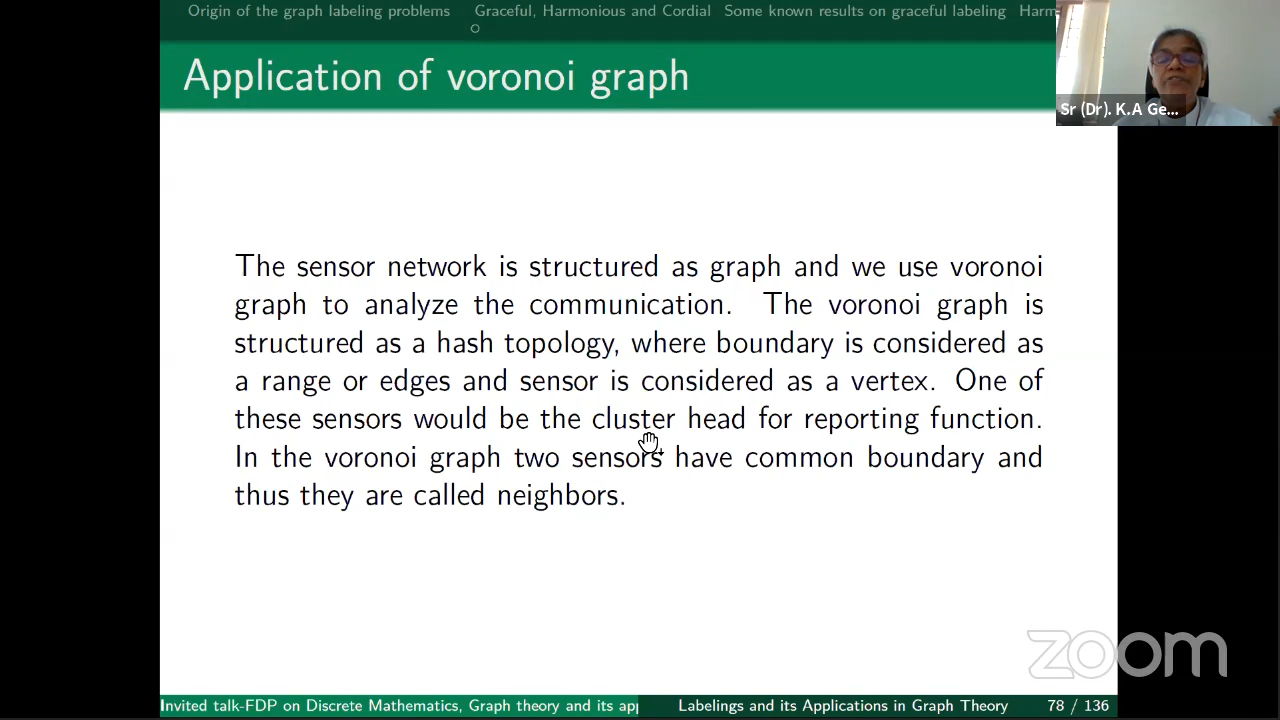 Origin of the graph labeling problems Graceful, Harmonious and Cordial Some known results on graceful labeling Harm
Application of voronoi graph
Sr (Dr). K.A Ge...
The sensor network is structured as graph and we use voronoi
graph to analyze the communication. The voronoi graph is
structured as a hash topology, where boundary is considered as
a range or edges and sensor is considered as a vertex. One of
these sensors would be the cluster head for reporting function.
In the voronoi graph two sensors have common boundary and
thus they are called neighbors.
zoom
Invited talk-FDP on Discrete Mathematics, Graph theory and its app Labelings and its Applications in Graph Theory 78 / 136